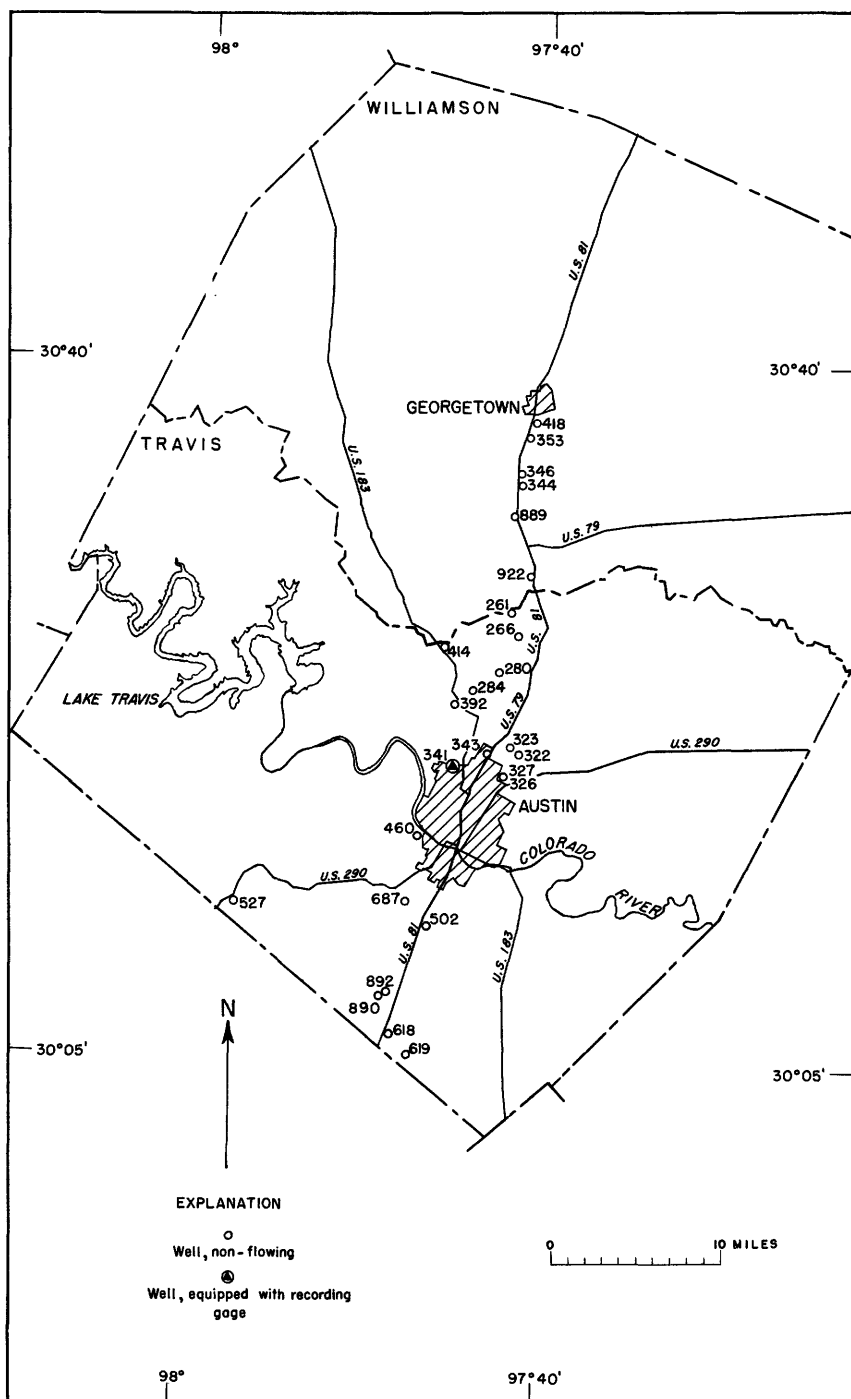 98°
97°40'
WILLIAMSON
U.S. 81
30°40'
30°40'
GEORGETOWN
418
353
TRAVIS
U.S. 183
346
344
889
U.S. 79
922
261
266
U.S. 81
414
280
284
LAKE TRAVIS
392
U.S. 79
323
343
322
U.S. 290
341
327
326
AUSTIN
460
COLORADO
RIVER
U.S. 290
527
687
502
U.S. 81
U.S. 183
892
890
N
618
619
30°05'
30°05'
EXPLANATION
Well, non-flowing
Well, equipped with recording
gage
0 10 MILES
98°
97°40'